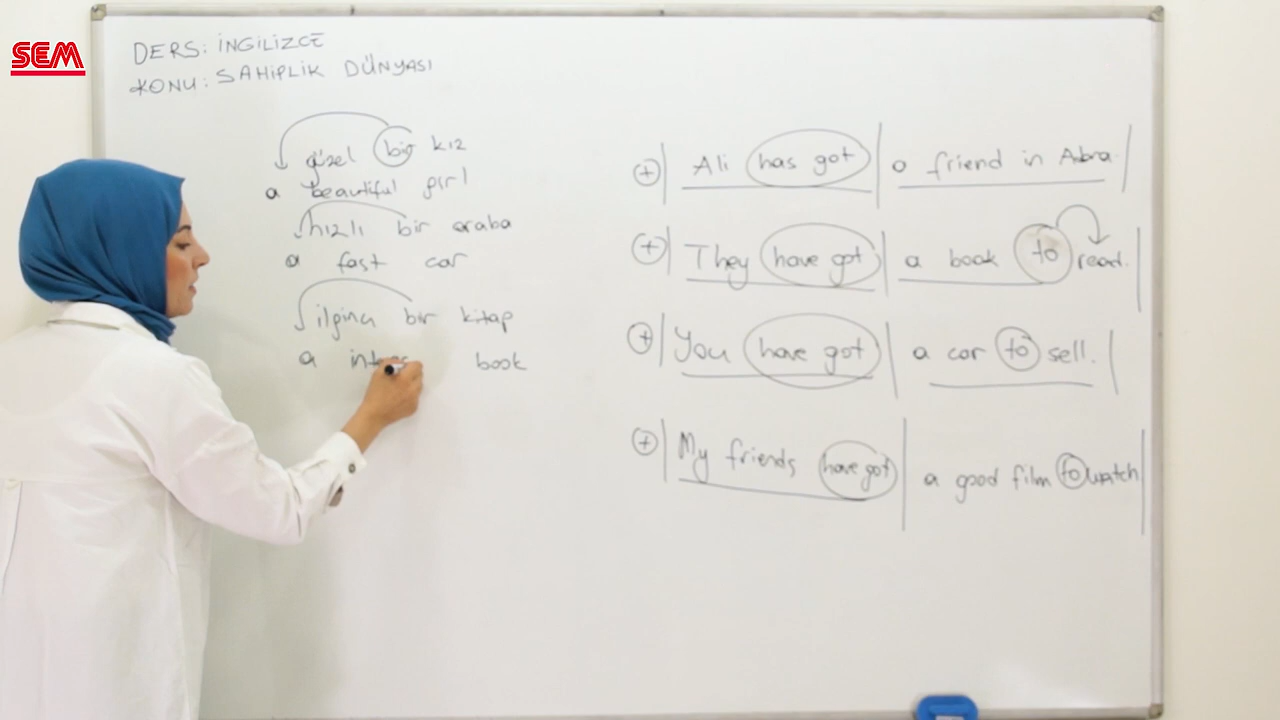 SEM
DERS: İNGİLİZCE
KONU: SAHİPLİK DÜNYASI
güzel bir kız
a beautiful girl
hızlı bir araba
a fast car
ilginç bir kitap
a inter book
(+) Ali has got a friend in
(+) They have got a book to read.
(+) You have got a car to sell.
(+) My friends have got a good film to watch